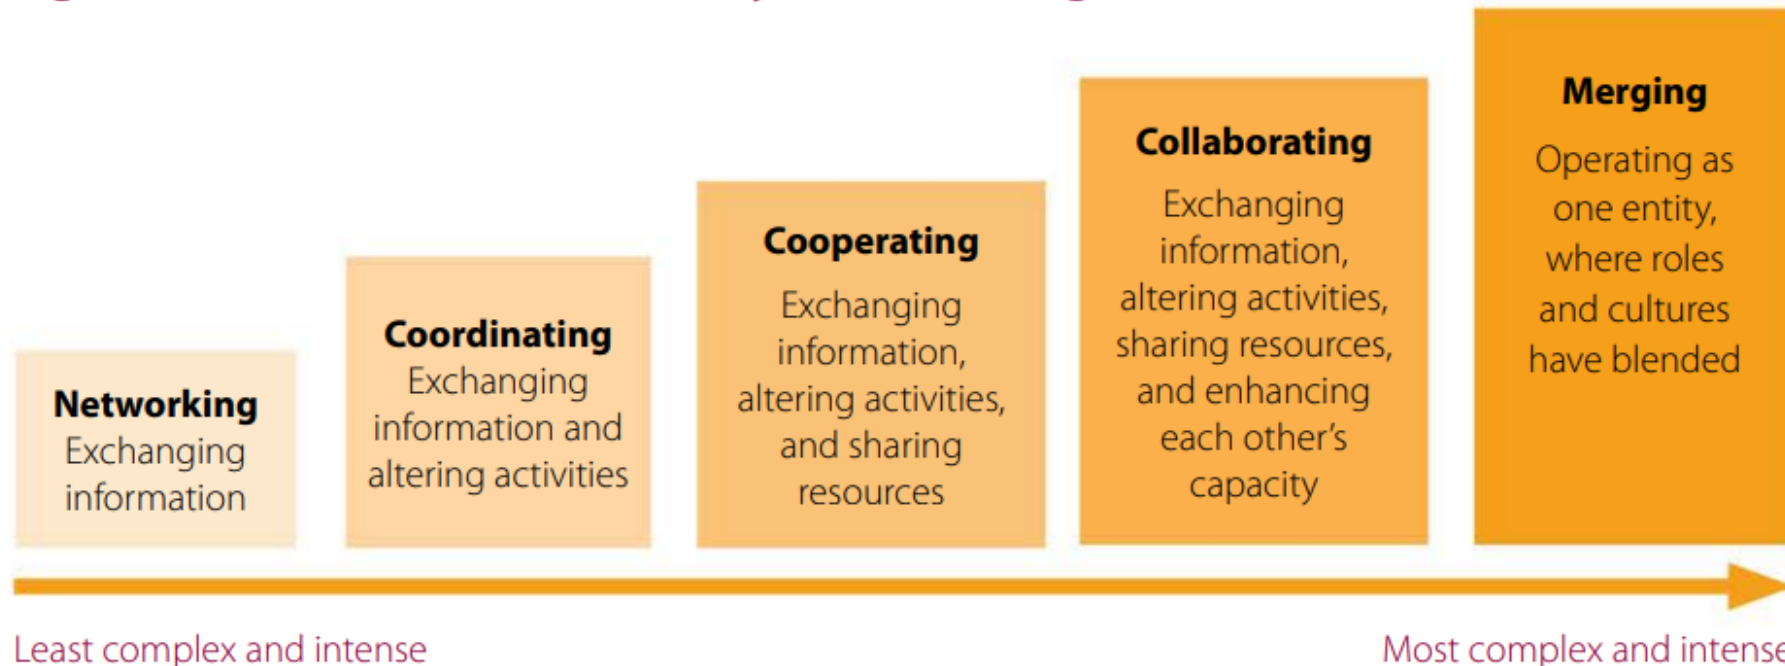 Networking
Exchanging
information
Coordinating
Exchanging
information and
altering activities
Cooperating
Exchanging
information,
altering activities,
and sharing
resources
Collaborating
Exchanging
information,
altering activities,
sharing resources,
and enhancing
each other’s
capacity
Merging
Operating as
one entity,
where roles
and cultures
have blended
Least complex and intense
Most complex and intense